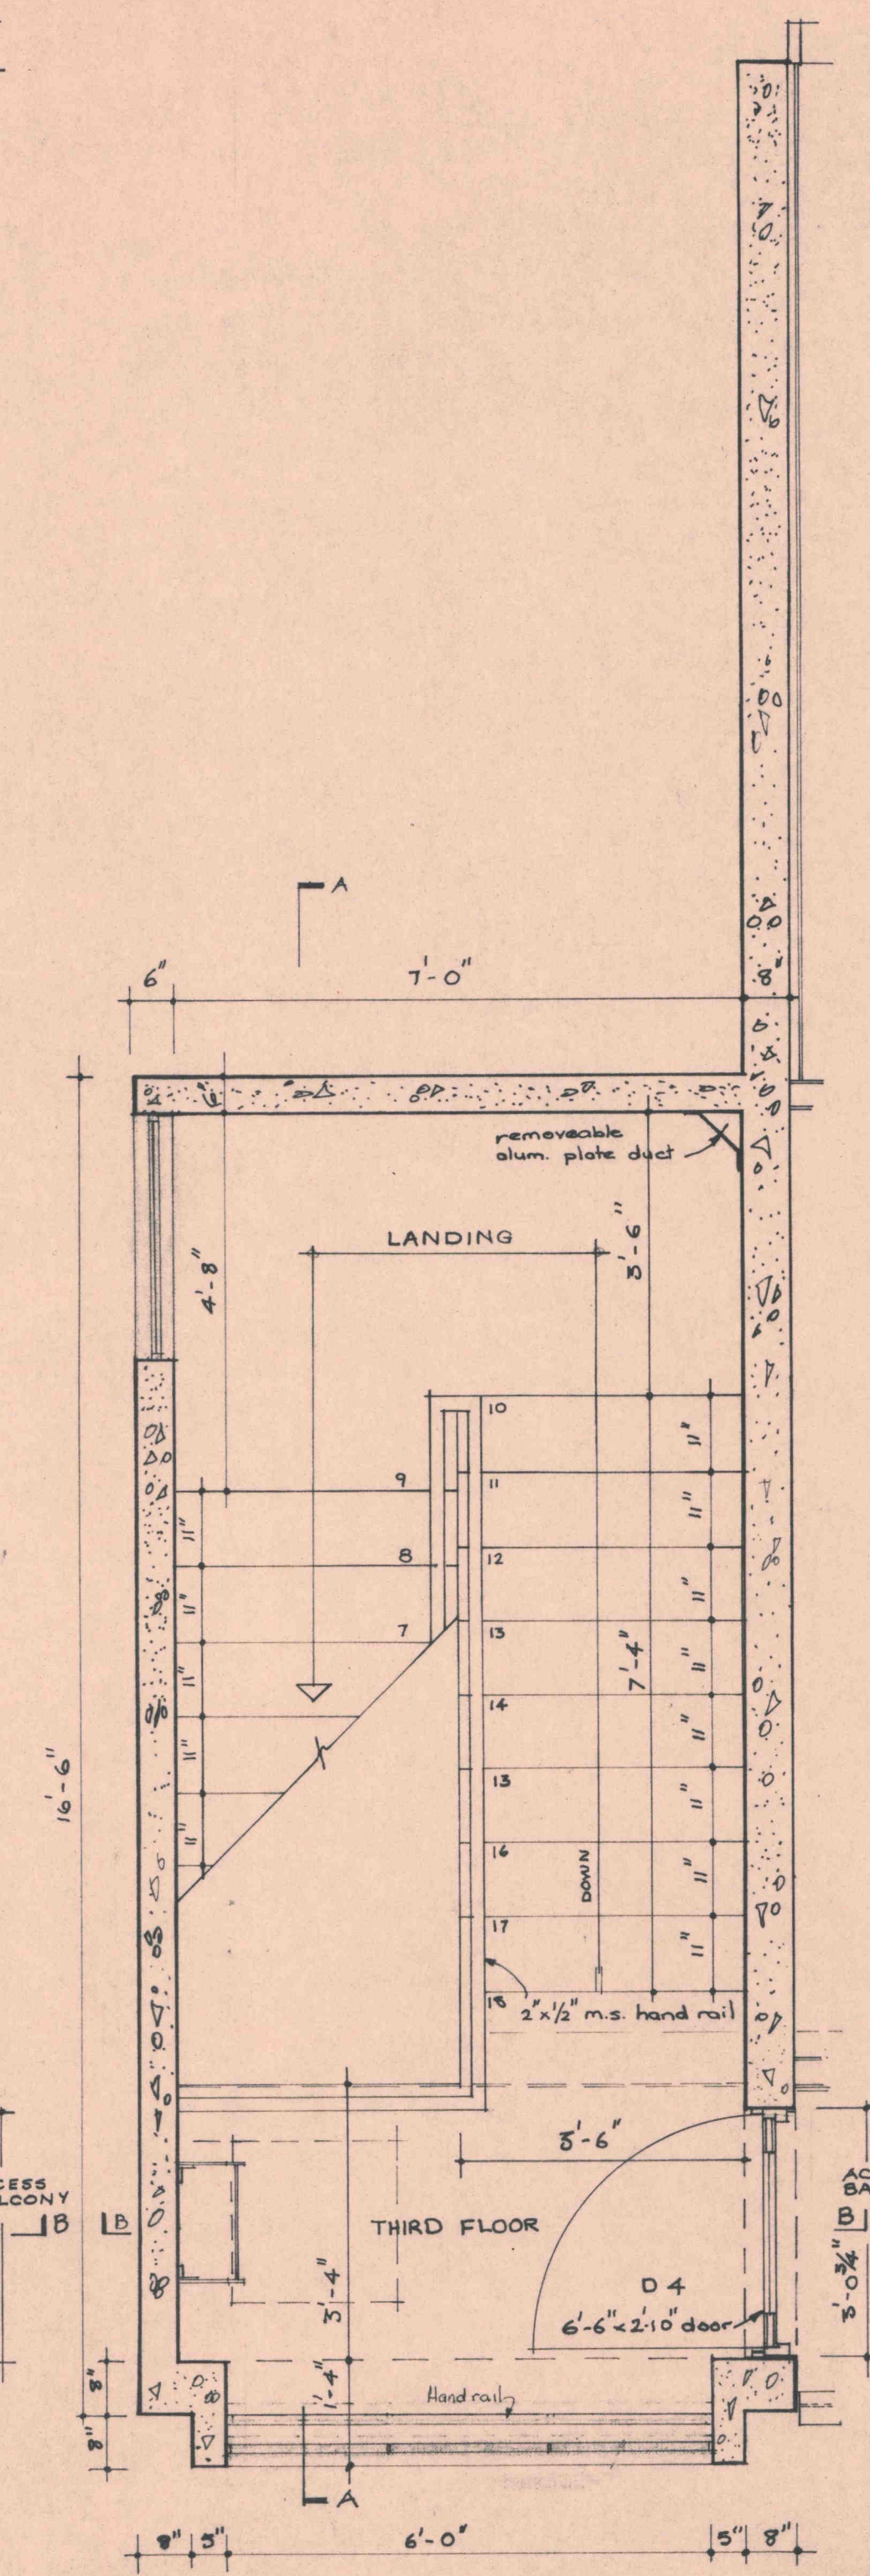 A
6"
7'-0"
8"
removeable
alum. plate duct
LANDING
3'-6"
4'-8"
10
11"
9
11
11"
11"
8
12
11"
11"
7
13
7'-4"
11"
11"
14
11"
11"
13
11"
16'-6"
11"
16
DOWN
11"
17
11"
18
2"x1/2" m.s. hand rail
3'-6"
CESS
LCONY
B
B
THIRD FLOOR
AC
BA
B
3'-0 3/4"
D 4
6'-6" x 2'-10" door
3'-4"
1'-4"
8"
8"
Hand rail
A
8"
5"
6'-0"
5"
8"